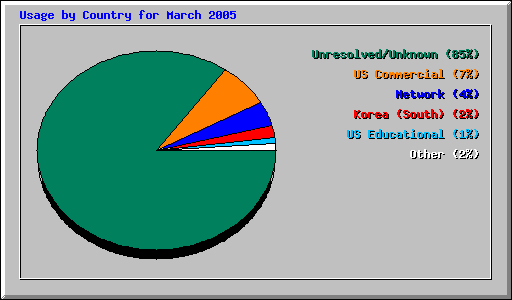 Usage by Country for March 2005
Unresolved/Unknown (85%)
US Commercial (7%)
Network (4%)
Korea (South) (2%)
US Educational (1%)
Other (2%)